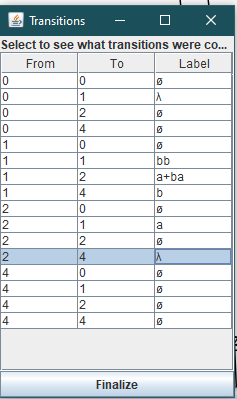 Transitions
Select to see what transitions were co...
From To Label
0 0 ø
0 1 λ
0 2 ø
0 4 ø
1 0 ø
1 1 bb
1 2 a+ba
1 4 b
2 0 ø
2 1 a
2 2 ø
2 4 λ
4 0 ø
4 1 ø
4 2 ø
4 4 ø
Finalize